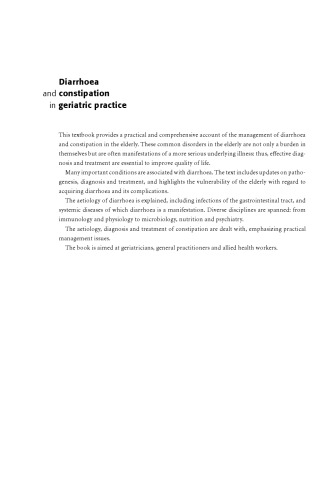 Diarrhoea
and constipation
in geriatric practice
This textbook provides a practical and comprehensive account of the management of diarrhoea
and constipation in the elderly. These common disorders in the elderly are not only a burden in
themselves but are often manifestations of a more serious underlying illness: thus, effective diag-
nosis and treatment are essential to improve quality of life.
Many important conditions are associated with diarrhoea. The text includes updates on patho-
genesis, diagnosis and treatment, and highlights the vulnerability of the elderly with regard to
acquiring diarrhoea and its complications.
The aetiology of diarrhoea is explained, including infections of the gastrointestinal tract, and
systemic diseases of which diarrhoea is a manifestation. Diverse disciplines are spanned: from
immunology and physiology to microbiology, nutrition and psychiatry.
The aetiology, diagnosis and treatment of constipation are dealt with, emphasizing practical
management issues.
The book is aimed at geriatricians, general practitioners and allied health workers.